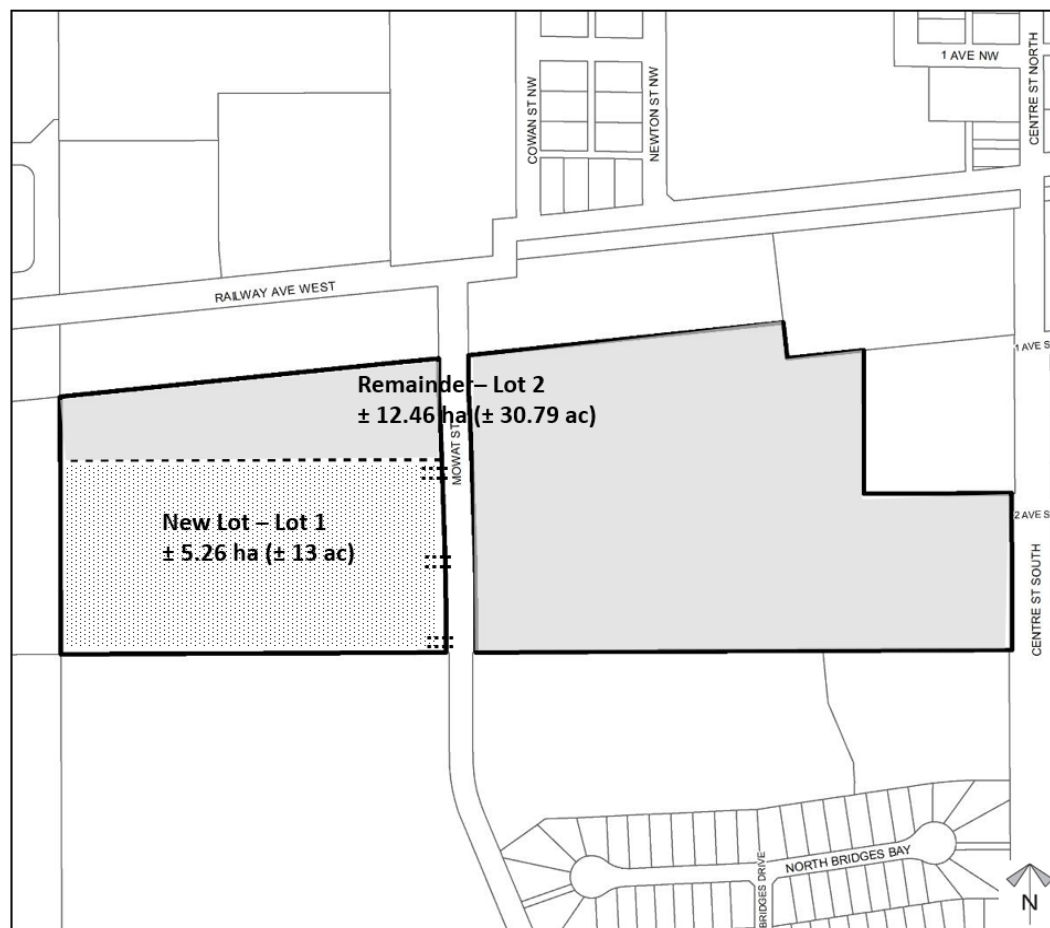 1 AVE NW
CENTRE ST NORTH
COWAN ST NW
NEWTON ST NW
RAILWAY AVE WEST
1 AVE S
Remainder – Lot 2
± 12.46 ha (± 30.79 ac)
MOWAT ST
New Lot – Lot 1
± 5.26 ha (± 13 ac)
2 AVE S
CENTRE ST SOUTH
NORTH BRIDGES BAY
BRIDGES DRIVE
N